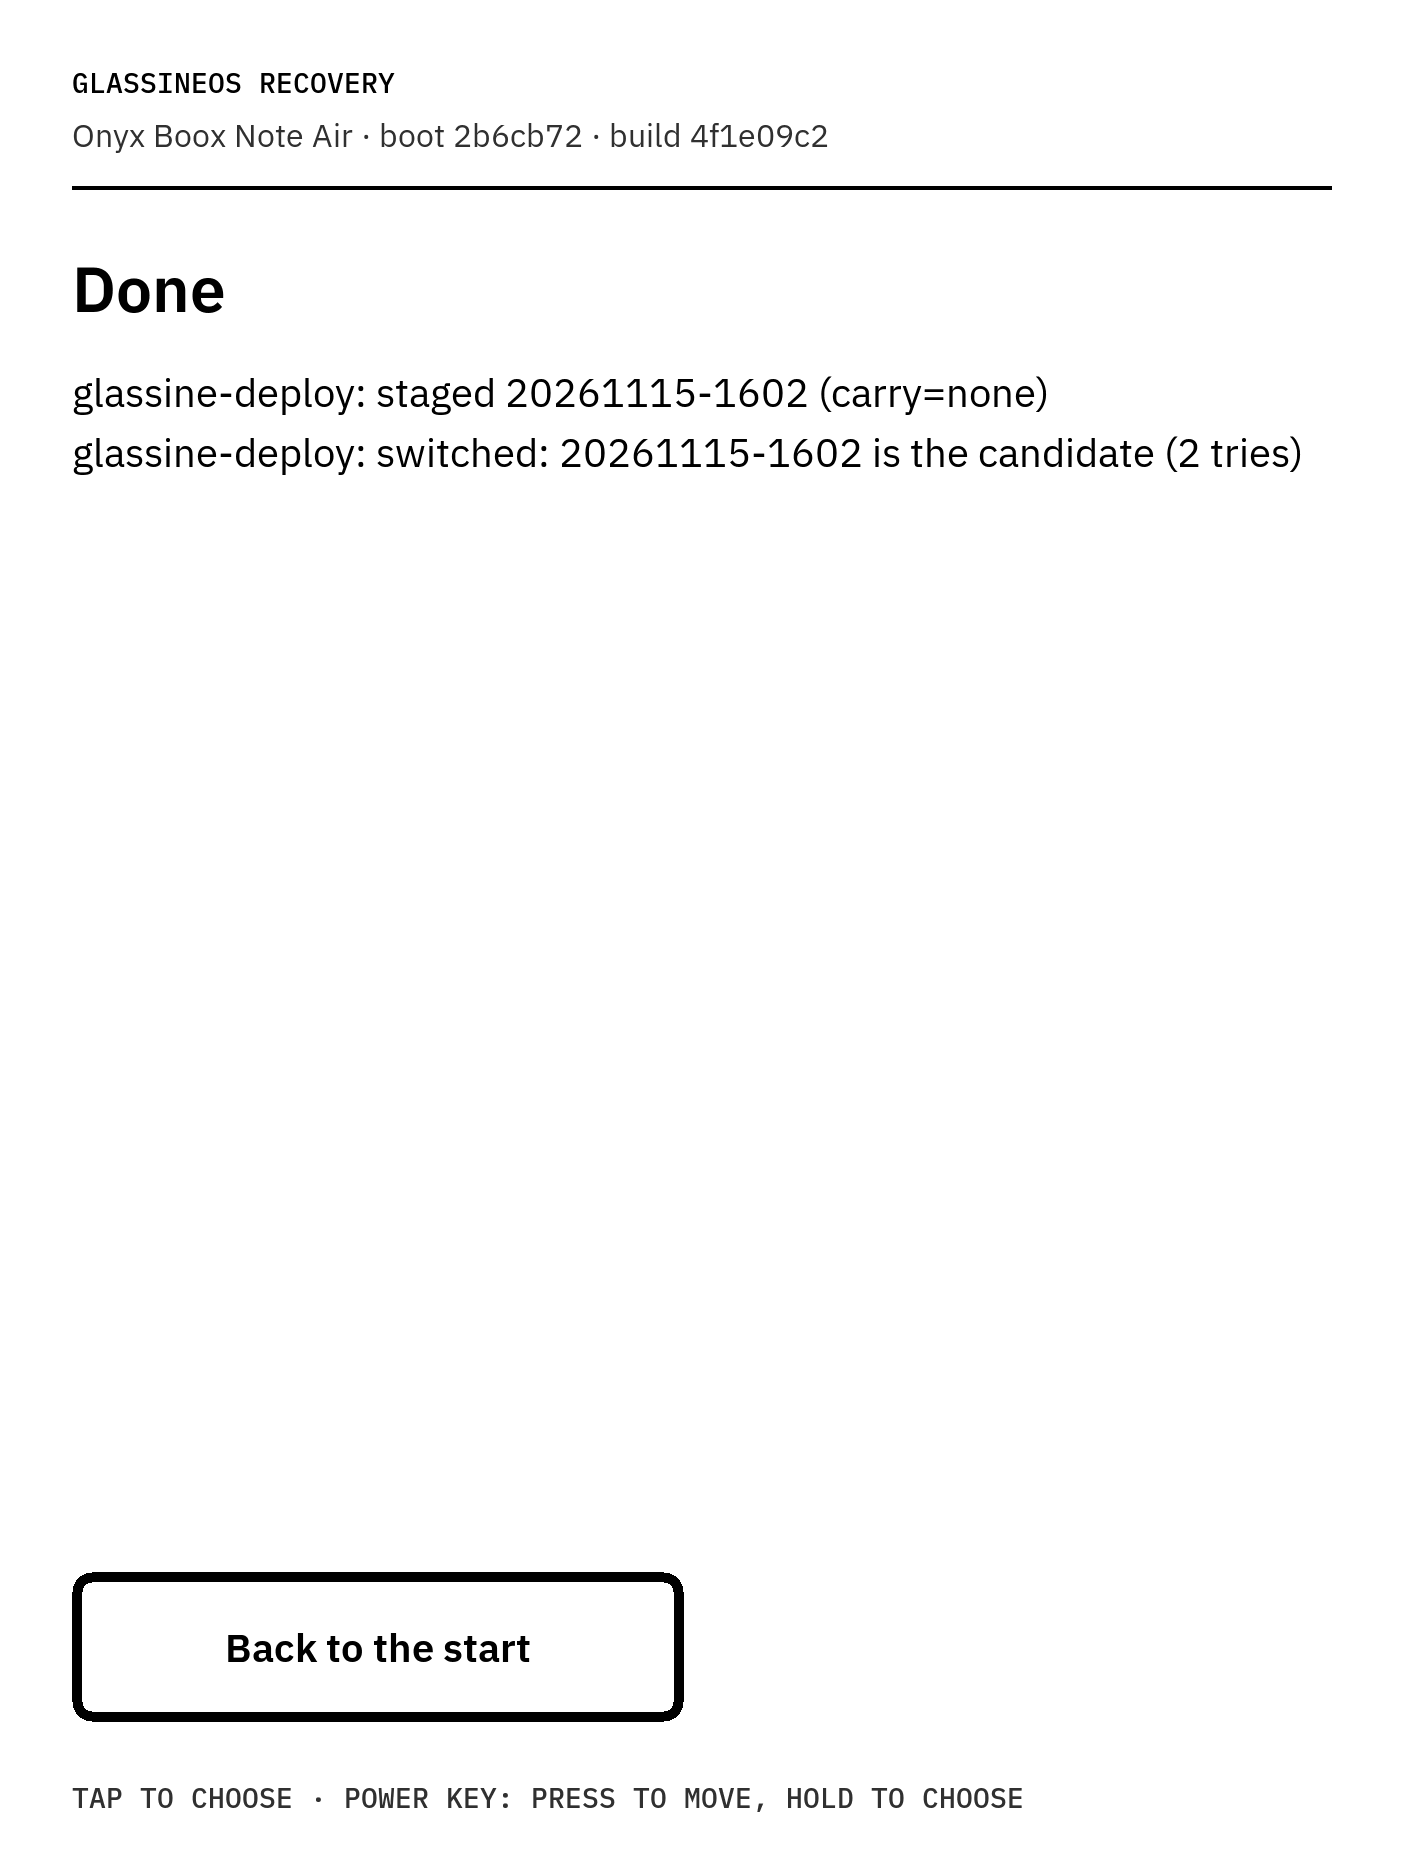 GLASSINEOS RECOVERY
Onyx Boox Note Air · boot 2b6cb72 · build 4f1e09c2
Done
glassine-deploy: staged 20261115-1602 (carry=none)
glassine-deploy: switched: 20261115-1602 is the candidate (2 tries)
Back to the start
TAP TO CHOOSE · POWER KEY: PRESS TO MOVE, HOLD TO CHOOSE